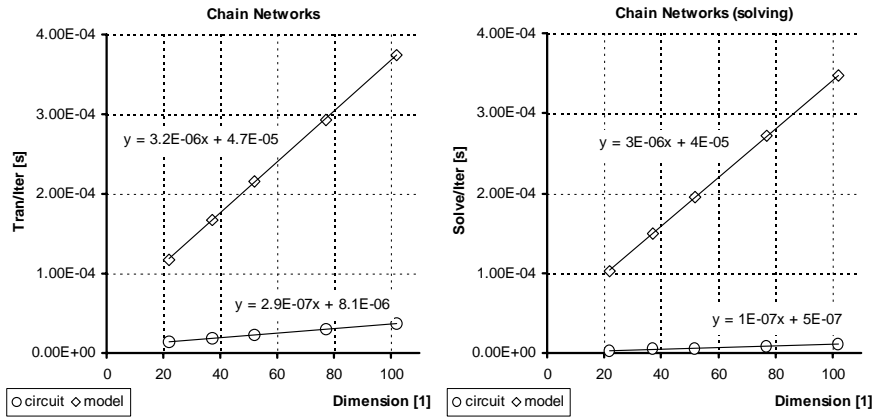 Chain Networks
4.00E-04
3.00E-04
2.00E-04
1.00E-04
0.00E+00
Tran/Iter [s]
y = 3.2E-06x + 4.7E-05
y = 2.9E-07x + 8.1E-06
0 20 40 60 80 100
circuit model
Dimension [1]
Chain Networks (solving)
4.00E-04
3.00E-04
2.00E-04
1.00E-04
0.00E+00
Solve/Iter [s]
y = 3E-06x + 4E-05
y = 1E-07x + 5E-07
0 20 40 60 80 100
circuit model
Dimension [1]